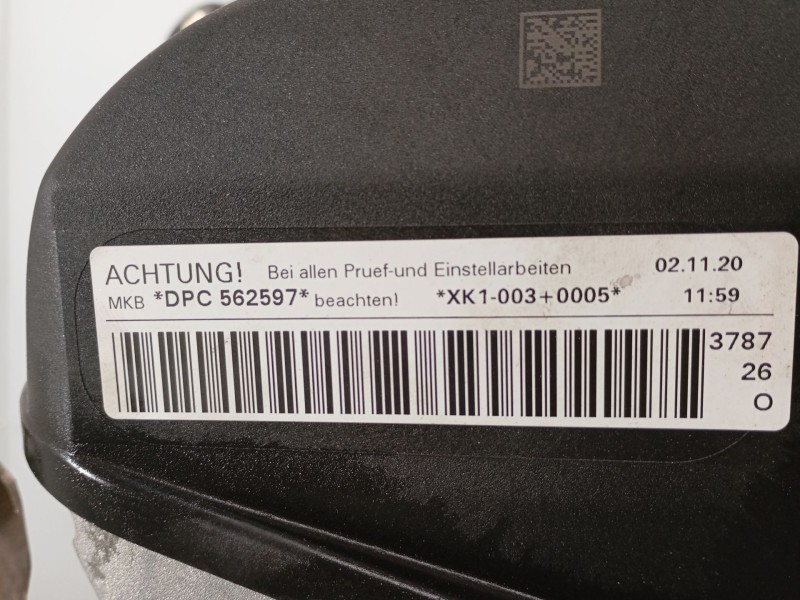 ACHTUNG! Bei allen Pruef-und Einstellarbeiten 02.11.20
MKB *DPC 562597* beachten! *XK1-003+0005* 11:59
3787
26
O